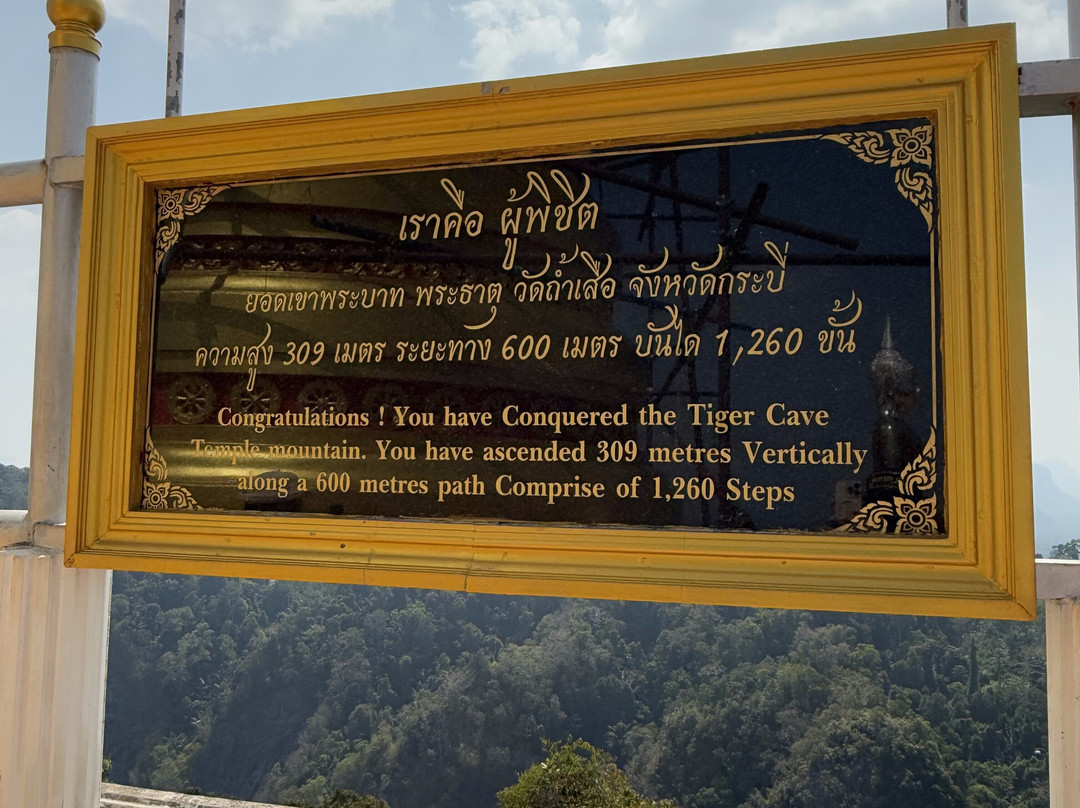 เราคือ ผู้พิชิต
ยอดเขาพระบาท พระธาตุ วัดถ้ำเสือ จังหวัดกระบี่
ความสูง 309 เมตร ระยะทาง 600 เมตร บันได 1,260 ขั้น
Congratulations ! You have Conquered the Tiger Cave
Temple mountain. You have ascended 309 metres Vertically
along a 600 metres path Comprise of 1,260 Steps